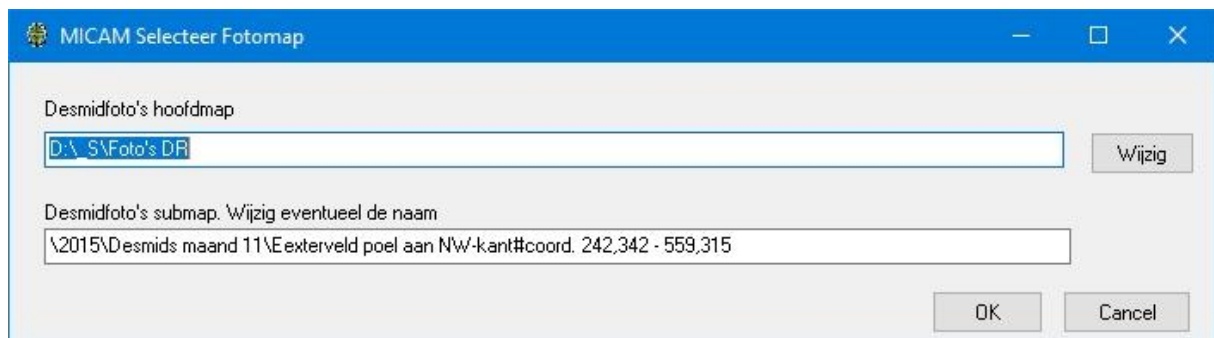 MICAM Selecteer Fotomap
Desmidfoto's hoofdmap
D:\_S\Foto's DR
Wijzig
Desmidfoto's submap. Wijzig eventueel de naam
\2015\Desmids maand 11\Eexterveld poel aan NW-kant#coord. 242,342 - 559,315
OK
Cancel